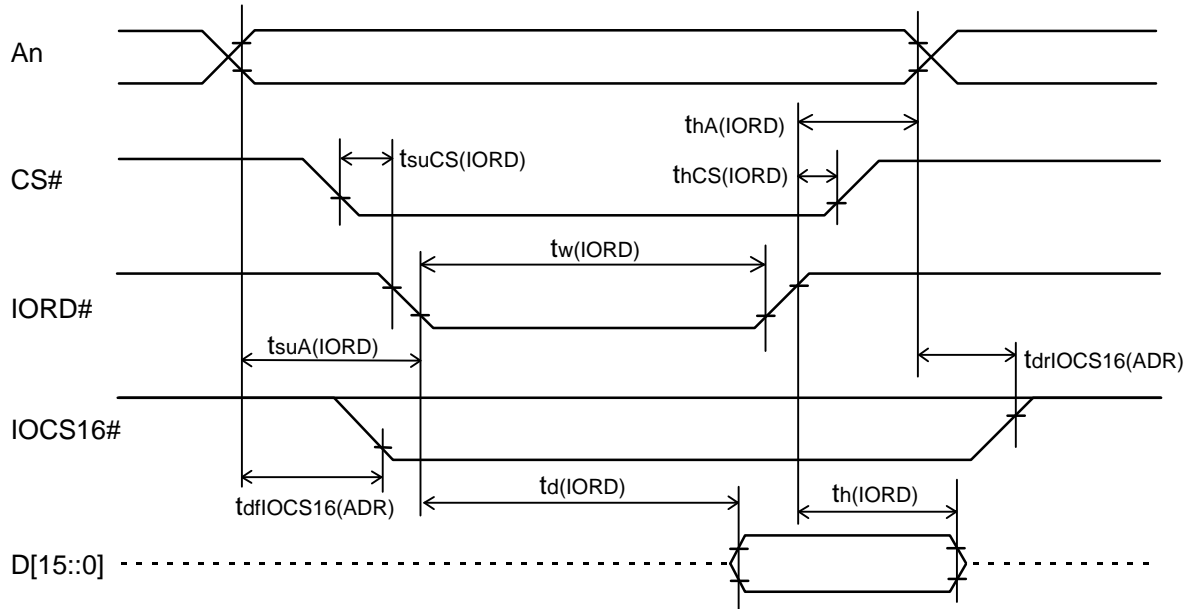 An
thA(IORD)
tsuCS(IORD)
thCS(IORD)
CS#
tw(IORD)
IORD#
tsuA(IORD)
tdrIOCS16(ADR)
IOCS16#
td(IORD)
th(IORD)
tdfIOCS16(ADR)
D[15::0]